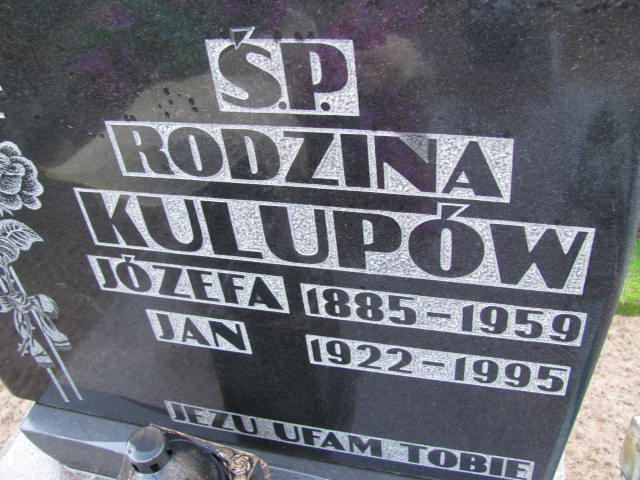 Ś.P.
RODZINA
KULUPÓW
JÓZEFA 1885-1959
JAN 1922-1995
JEZU UFAM TOBIE